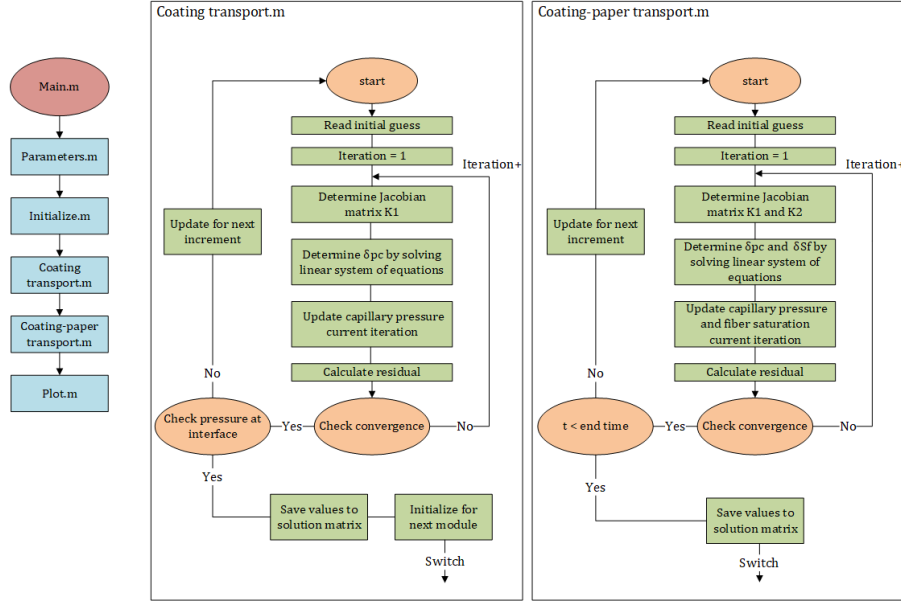 Main.m
Parameters.m
Initialize.m
Coating
transport.m
Coating-paper
transport.m
Plot.m
Coating transport.m
start
Read initial guess
Iteration = 1
Iteration+
Determine Jacobian
matrix K1
Update for next
increment
Determine δpc by solving
linear system of equations
Update capillary pressure
current iteration
Calculate residual
No
Check pressure at
interface
Yes
Check convergence
No
Yes
Save values to
solution matrix
Initialize for
next module
Switch
Coating-paper transport.m
start
Read initial guess
Iteration = 1
Iteration+
Determine Jacobian
matrix K1 and K2
Update for next
increment
Determine δpc and δSf by
solving linear system of
equations
Update capillary pressure
and fiber saturation
current iteration
Calculate residual
No
t < end time
Yes
Check convergence
No
Yes
Save values to
solution matrix
Switch